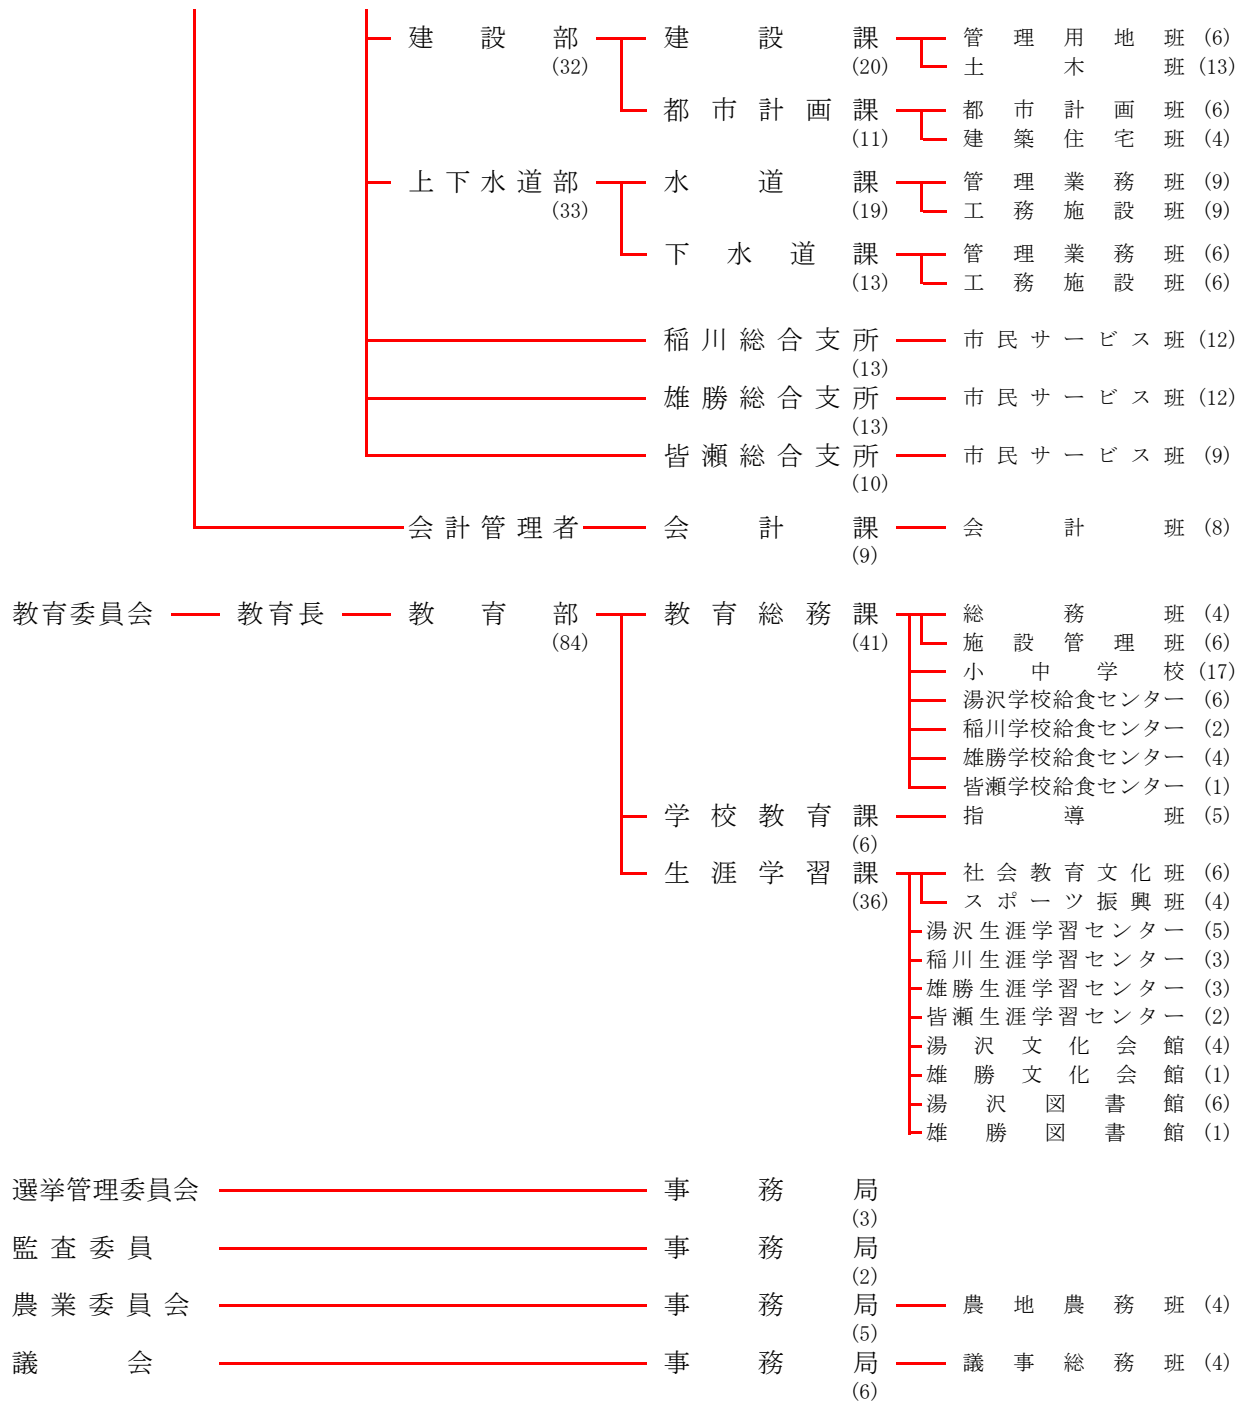 建設部 建設課 管理用地班 (6)
(32) (20) 土木班 (13)
都市計画課 都市計画班 (6)
(11) 建築住宅班 (4)
上下水道部 水道課 管理業務班 (9)
(33) (19) 工務施設班 (9)
下水道課 管理業務班 (6)
(13) 工務施設班 (6)
稲川総合支所 市民サービス班 (12)
(13)
雄勝総合支所 市民サービス班 (12)
(13)
皆瀬総合支所 市民サービス班 (9)
(10)
会計管理者 会計課 会計班 (8)
(9)
教育委員会 教育長 教育部 教育総務課 総務班 (4)
(84) (41) 施設管理班 (6)
小中学校 (17)
湯沢学校給食センター (6)
稲川学校給食センター (2)
雄勝学校給食センター (4)
皆瀬学校給食センター (1)
学校教育課 指導班 (5)
(6)
生涯学習課 社会教育文化班 (6)
(36) スポーツ振興班 (4)
湯沢生涯学習センター (5)
稲川生涯学習センター (3)
雄勝生涯学習センター (3)
皆瀬生涯学習センター (2)
湯沢文化会館 (4)
雄勝文化会館 (1)
湯沢図書館 (6)
雄勝図書館 (1)
選挙管理委員会 事務局
(3)
監査委員 事務局
(2)
農業委員会 事務局 農地農務班 (4)
(5)
議会 事務局 議事総務班 (4)
(6)